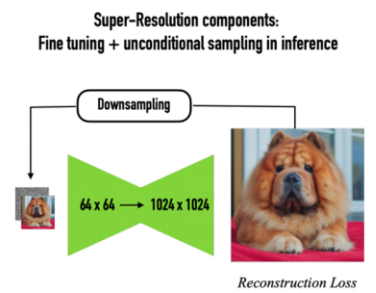 Super-Resolution components:
Fine tuning + unconditional sampling in inference
Downsampling
64 x 64 → 1024 x 1024
Reconstruction Loss